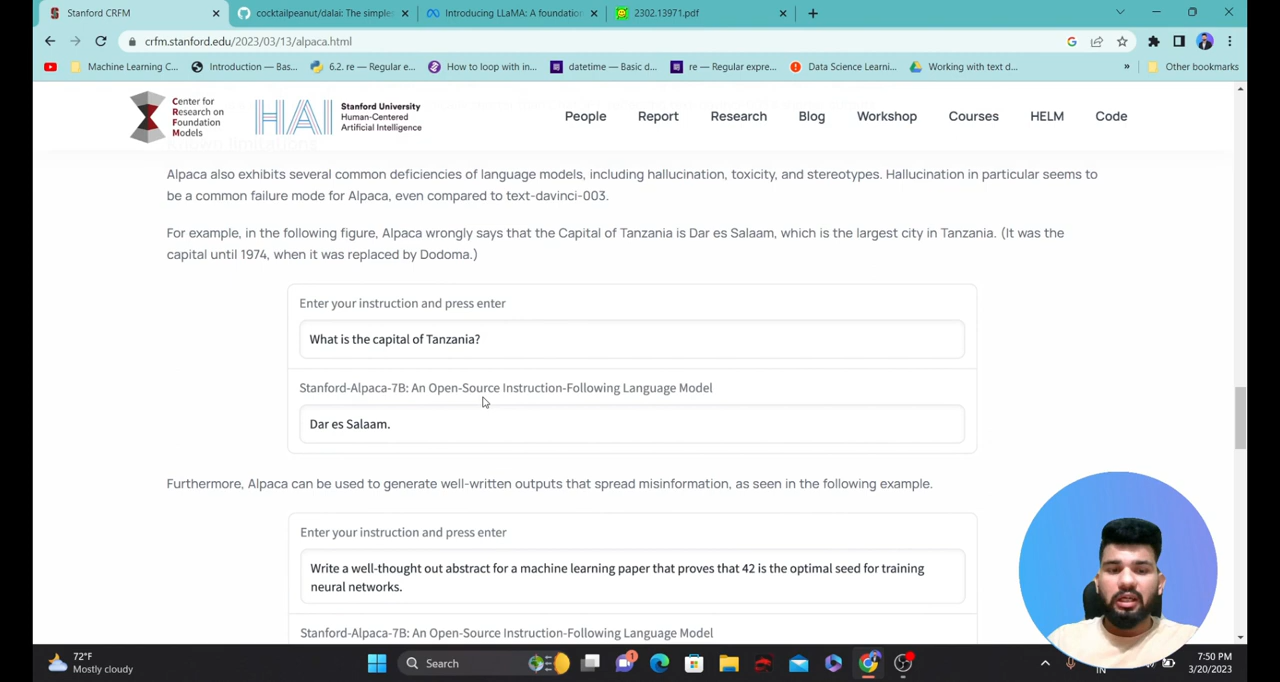 Stanford CRFM
cocktailpeanut/dalai: The simples
Introducing LLaMA: A foundation
2302.13971.pdf
crfm.stanford.edu/2023/03/13/alpaca.html
Machine Learning C...
Introduction — Bas...
6.2. re — Regular e...
How to loop with in...
datetime — Basic d...
re — Regular expre...
Data Science Learni...
Working with text d...
»
Other bookmarks
Center for
Research on
Foundation
Models
HAI
Stanford University
Human-Centered
Artificial Intelligence
People
Report
Research
Blog
Workshop
Courses
HELM
Code
Known limitations
Alpaca also exhibits several common deficiencies of language models, including hallucination, toxicity, and stereotypes. Hallucination in particular seems to
be a common failure mode for Alpaca, even compared to text-davinci-003.
For example, in the following figure, Alpaca wrongly says that the Capital of Tanzania is Dar es Salaam, which is the largest city in Tanzania. (It was the
capital until 1974, when it was replaced by Dodoma.)
Enter your instruction and press enter
What is the capital of Tanzania?
Stanford-Alpaca-7B: An Open-Source Instruction-Following Language Model
Dar es Salaam.
Furthermore, Alpaca can be used to generate well-written outputs that spread misinformation, as seen in the following example.
Enter your instruction and press enter
Write a well-thought out abstract for a machine learning paper that proves that 42 is the optimal seed for training
neural networks.
Stanford-Alpaca-7B: An Open-Source Instruction-Following Language Model
72°F
Mostly cloudy
Search
1
IN
7:50 PM
3/20/2023